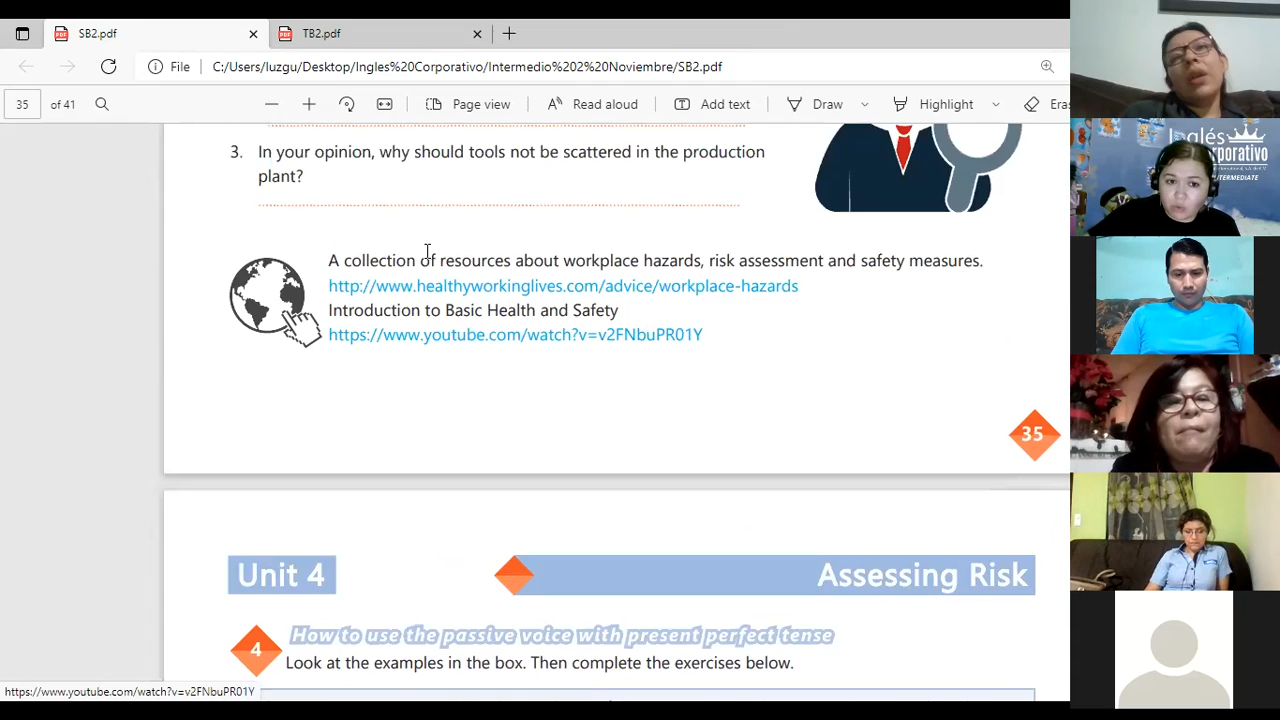 SB2.pdf
TB2.pdf
File
C:/Users/luzgu/Desktop/Ingles%20Corporativo/Intermedio%202%20Noviembre/SB2.pdf
35 of 41
Page view
Read aloud
Add text
Draw
Highlight
Eras
3. In your opinion, why should tools not be scattered in the production
plant?
A collection of resources about workplace hazards, risk assessment and safety measures.
http://www.healthyworkinglives.com/advice/workplace-hazards
Introduction to Basic Health and Safety
https://www.youtube.com/watch?v=v2FNbuPR01Y
35
Unit 4
Assessing Risk
4
How to use the passive voice with present perfect tense
Look at the examples in the box. Then complete the exercises below.
https://www.youtube.com/watch?v=v2FNbuPR01Y
Inglés